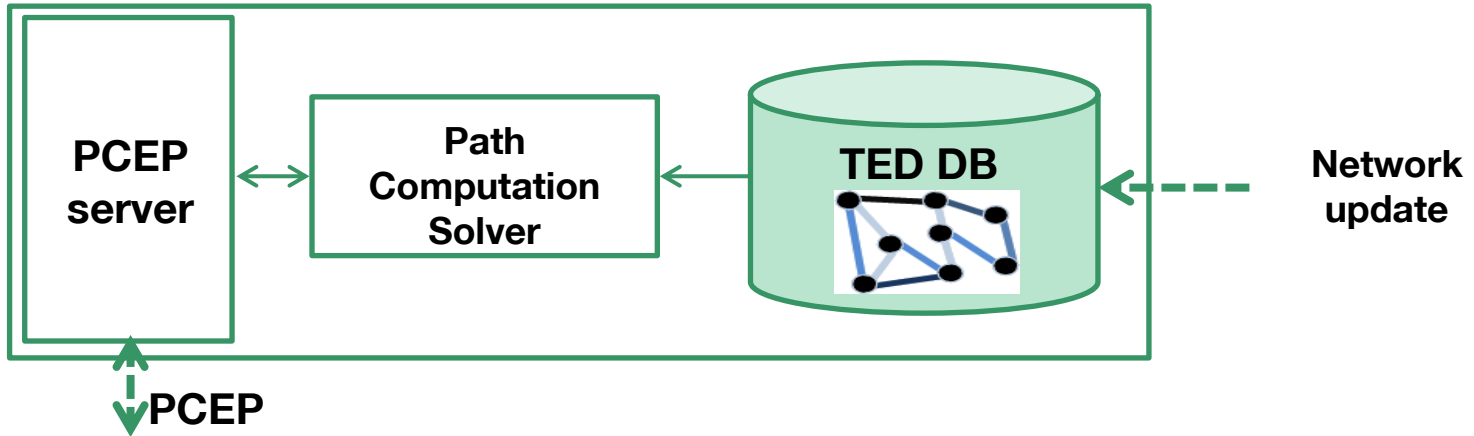 PCEP
server
Path
Computation
Solver
TED DB
Network
update
PCEP